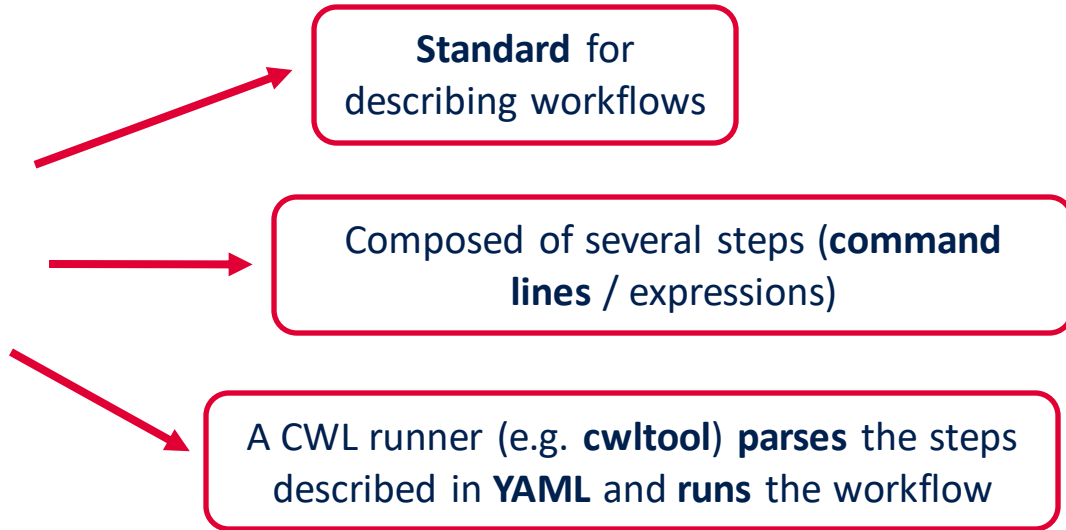 Standard for
describing workflows
Composed of several steps (command
lines / expressions)
A CWL runner (e.g. cwltool) parses the steps
described in YAML and runs the workflow